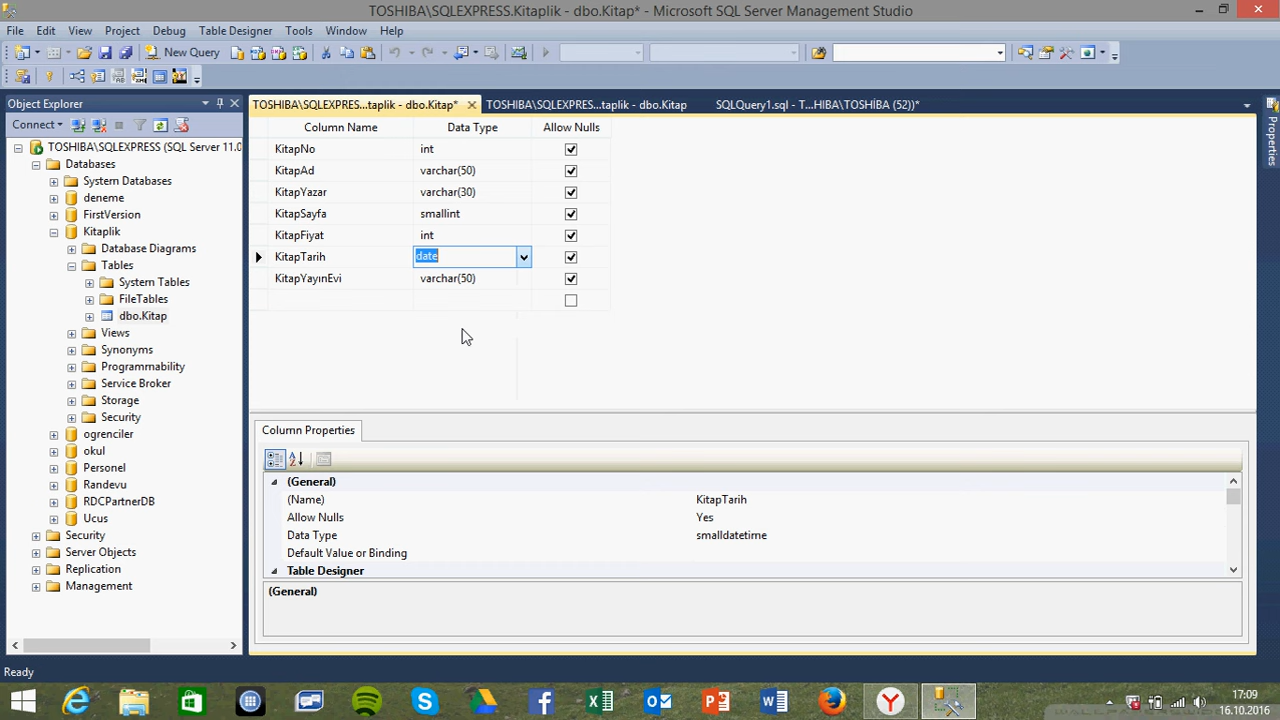 TOSHIBA\SQLEXPRESS.Kitaplik - dbo.Kitap* - Microsoft SQL Server Management Studio
File Edit View Project Debug Table Designer Tools Window Help
New Query
Object Explorer
Connect
TOSHIBA\SQLEXPRESS (SQL Server 11.0
Databases
System Databases
deneme
FirstVersion
Kitaplik
Database Diagrams
Tables
System Tables
FileTables
dbo.Kitap
Views
Synonyms
Programmability
Service Broker
Storage
Security
ogrenciler
okul
Personel
Randevu
RDCPartnerDB
Ucus
Security
Server Objects
Replication
Management
TOSHIBA\SQLEXPRES...taplik - dbo.Kitap* TOSHIBA\SQLEXPRES...taplik - dbo.Kitap SQLQuery1.sql - T...HIBA\TOSHİBA (52))*
Column Name Data Type Allow Nulls
KitapNo int
KitapAd varchar(50)
KitapYazar varchar(30)
KitapSayfa smallint
KitapFiyat int
KitapTarih date
KitapYayınEvi varchar(50)
Column Properties
(General)
(Name) KitapTarih
Allow Nulls Yes
Data Type smalldatetime
Default Value or Binding
Table Designer
(General)
Properties
Ready
17:09
16.10.2016